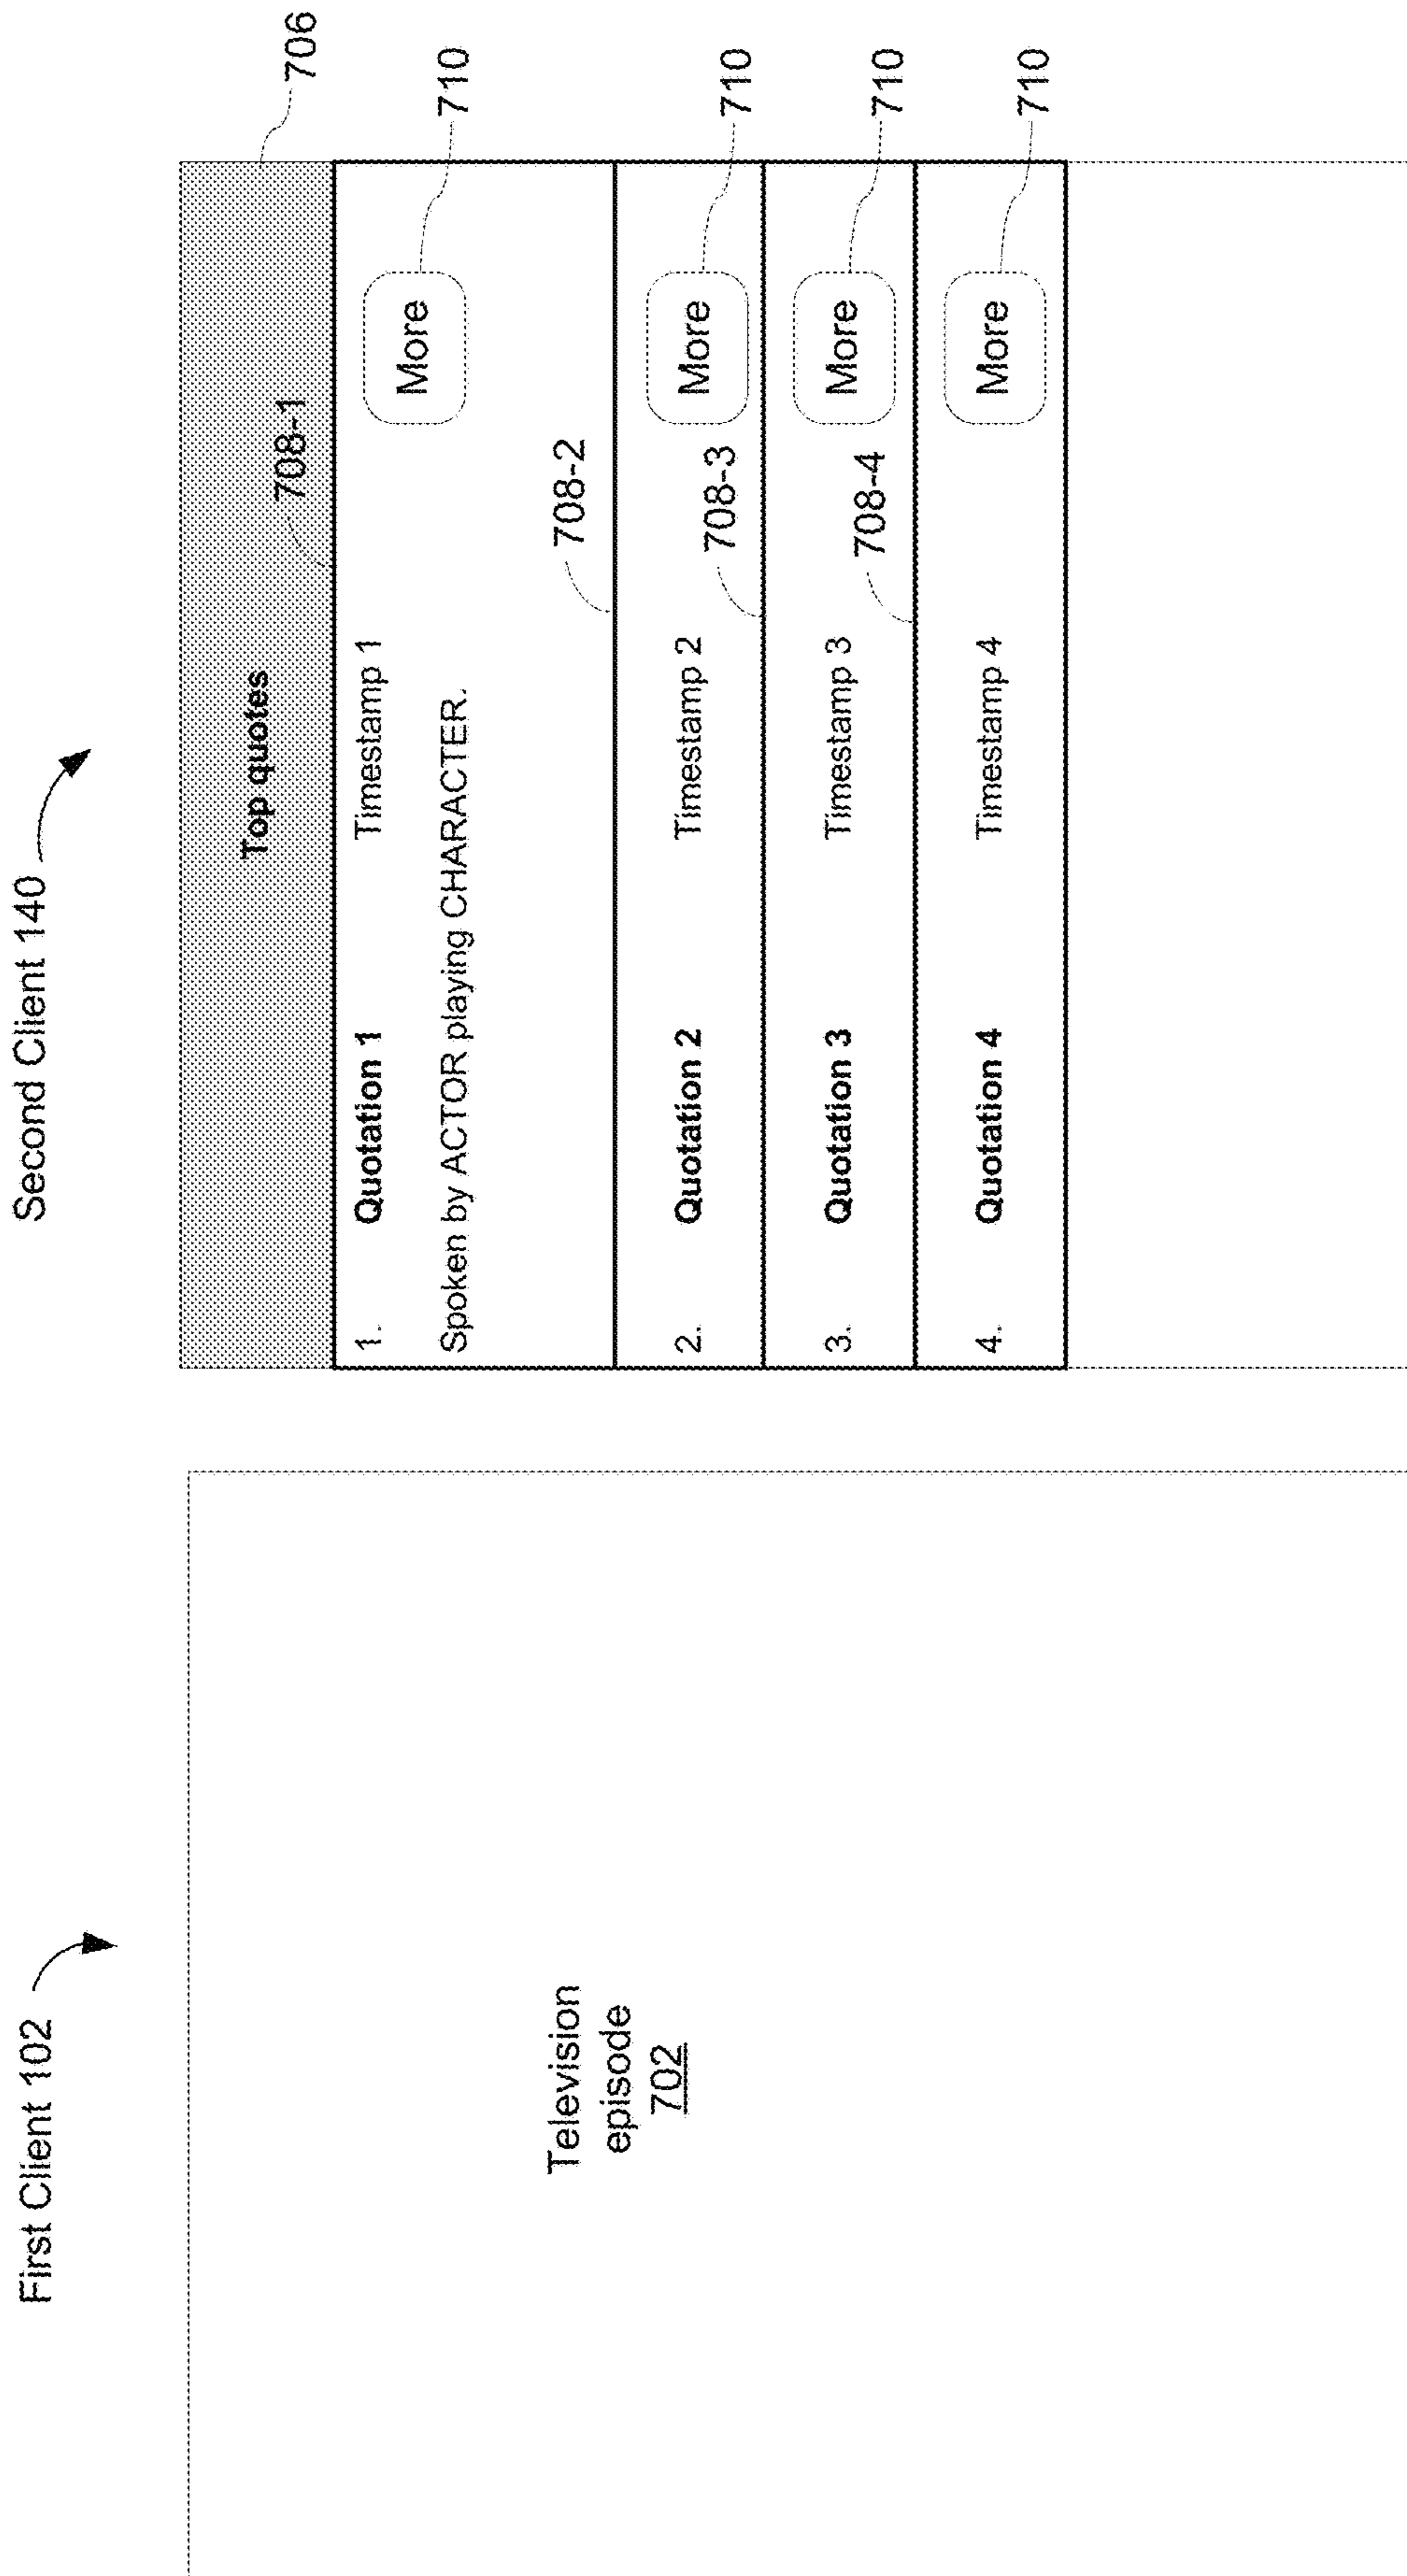 First Client 102
Second Client 140
Television
episode
702
706
Top quotes
708-1
1. Quotation 1 Timestamp 1 More 710
Spoken by ACTOR playing CHARACTER.
708-2
2. Quotation 2 Timestamp 2 More 710
708-3
3. Quotation 3 Timestamp 3 More 710
708-4
4. Quotation 4 Timestamp 4 More 710